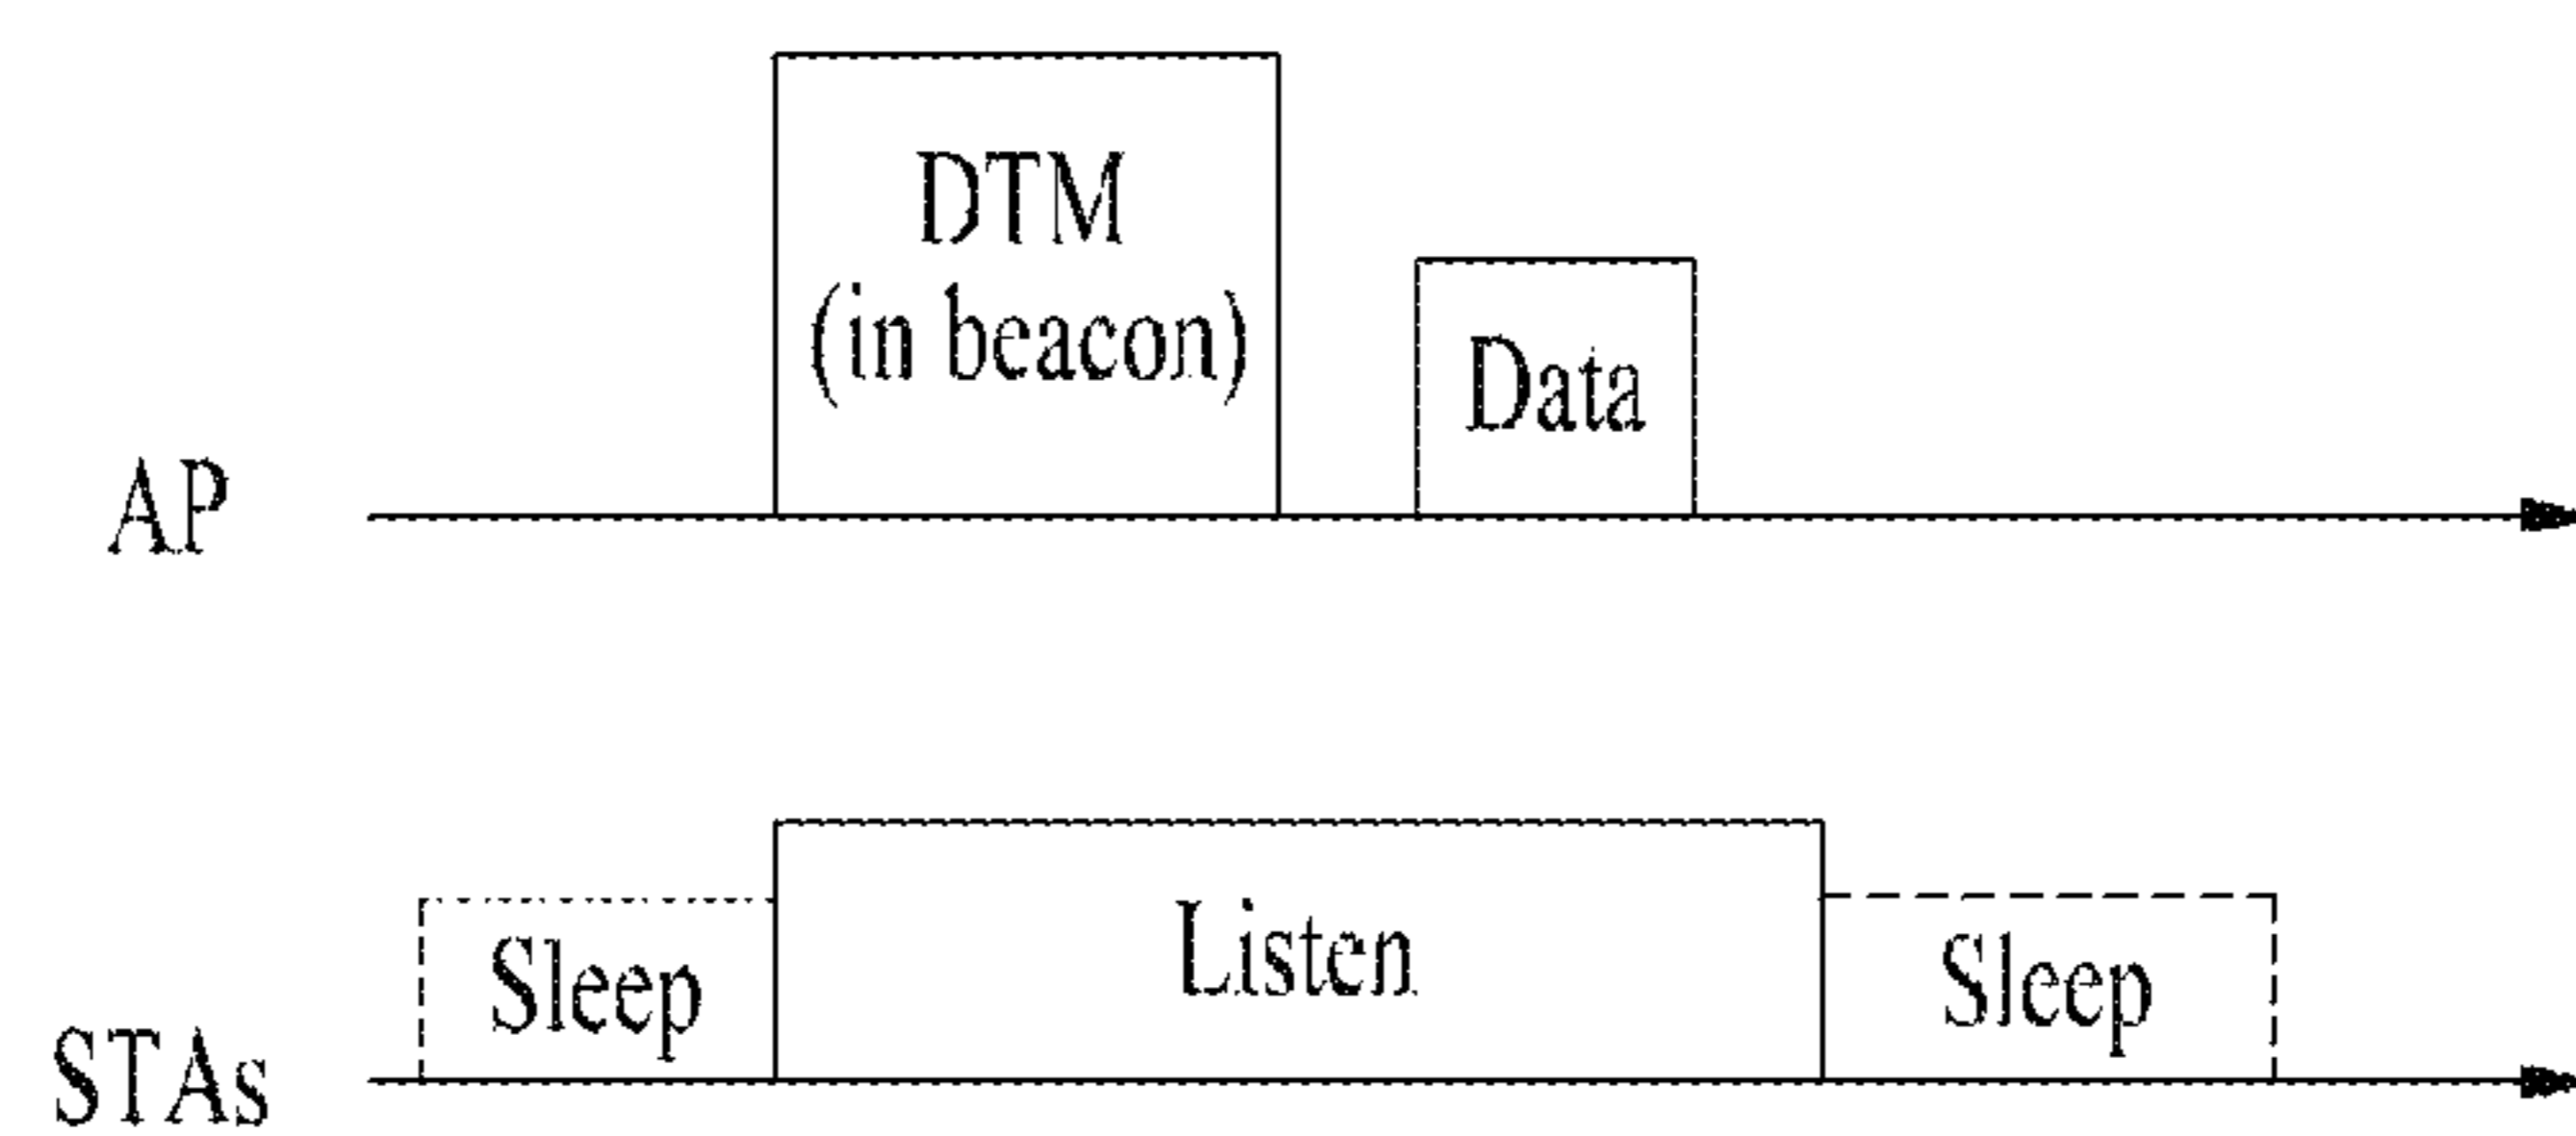 DTM
(in beacon)
Data
AP
Sleep
Listen
Sleep
STAs